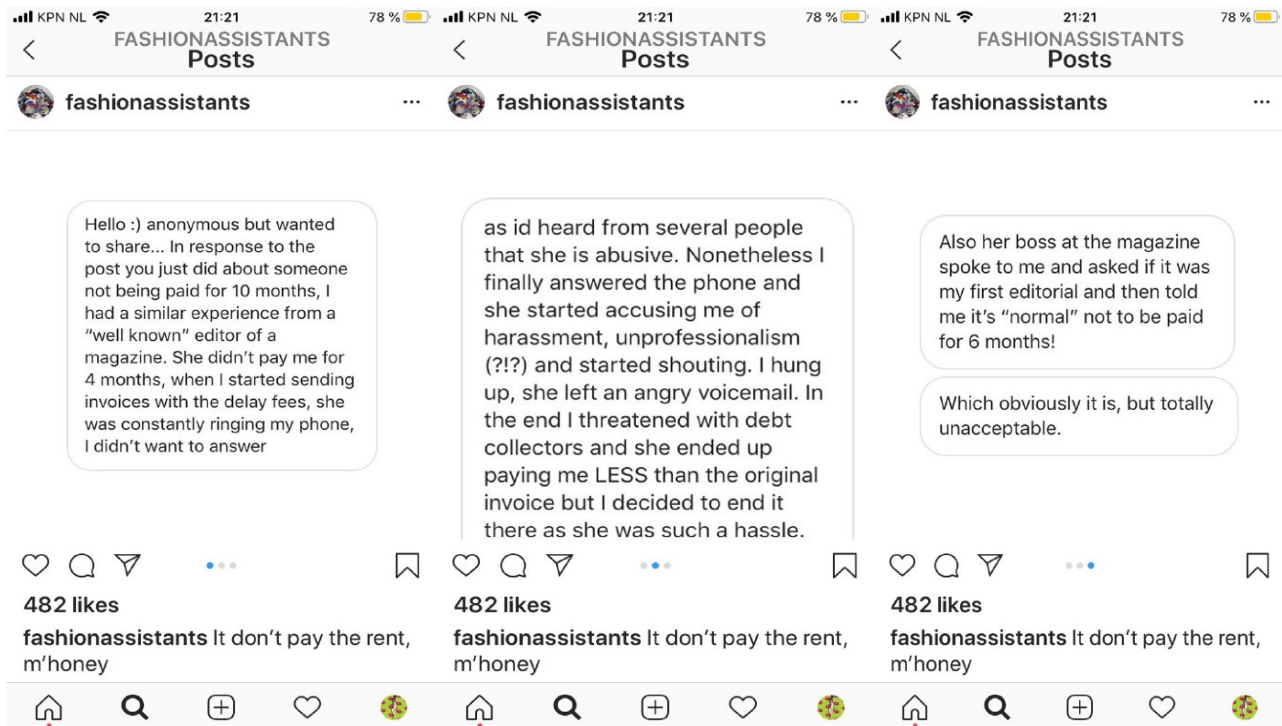 KPN NL
21:21
78 %
FASHIONASSISTANTS
Posts
fashionassistants
Hello :) anonymous but wanted
to share... In response to the
post you just did about someone
not being paid for 10 months, I
had a similar experience from a
“well known” editor of a
magazine. She didn’t pay me for
4 months, when I started sending
invoices with the delay fees, she
was constantly ringing my phone,
I didn’t want to answer
482 likes
fashionassistants It don’t pay the rent,
m’honey
KPN NL
21:21
78 %
FASHIONASSISTANTS
Posts
fashionassistants
as id heard from several people
that she is abusive. Nonetheless I
finally answered the phone and
she started accusing me of
harassment, unprofessionalism
(?!?) and started shouting. I hung
up, she left an angry voicemail. In
the end I threatened with debt
collectors and she ended up
paying me LESS than the original
invoice but I decided to end it
there as she was such a hassle.
482 likes
fashionassistants It don’t pay the rent,
m’honey
KPN NL
21:21
78 %
FASHIONASSISTANTS
Posts
fashionassistants
Also her boss at the magazine
spoke to me and asked if it was
my first editorial and then told
me it’s “normal” not to be paid
for 6 months!
Which obviously it is, but totally
unacceptable.
482 likes
fashionassistants It don’t pay the rent,
m’honey